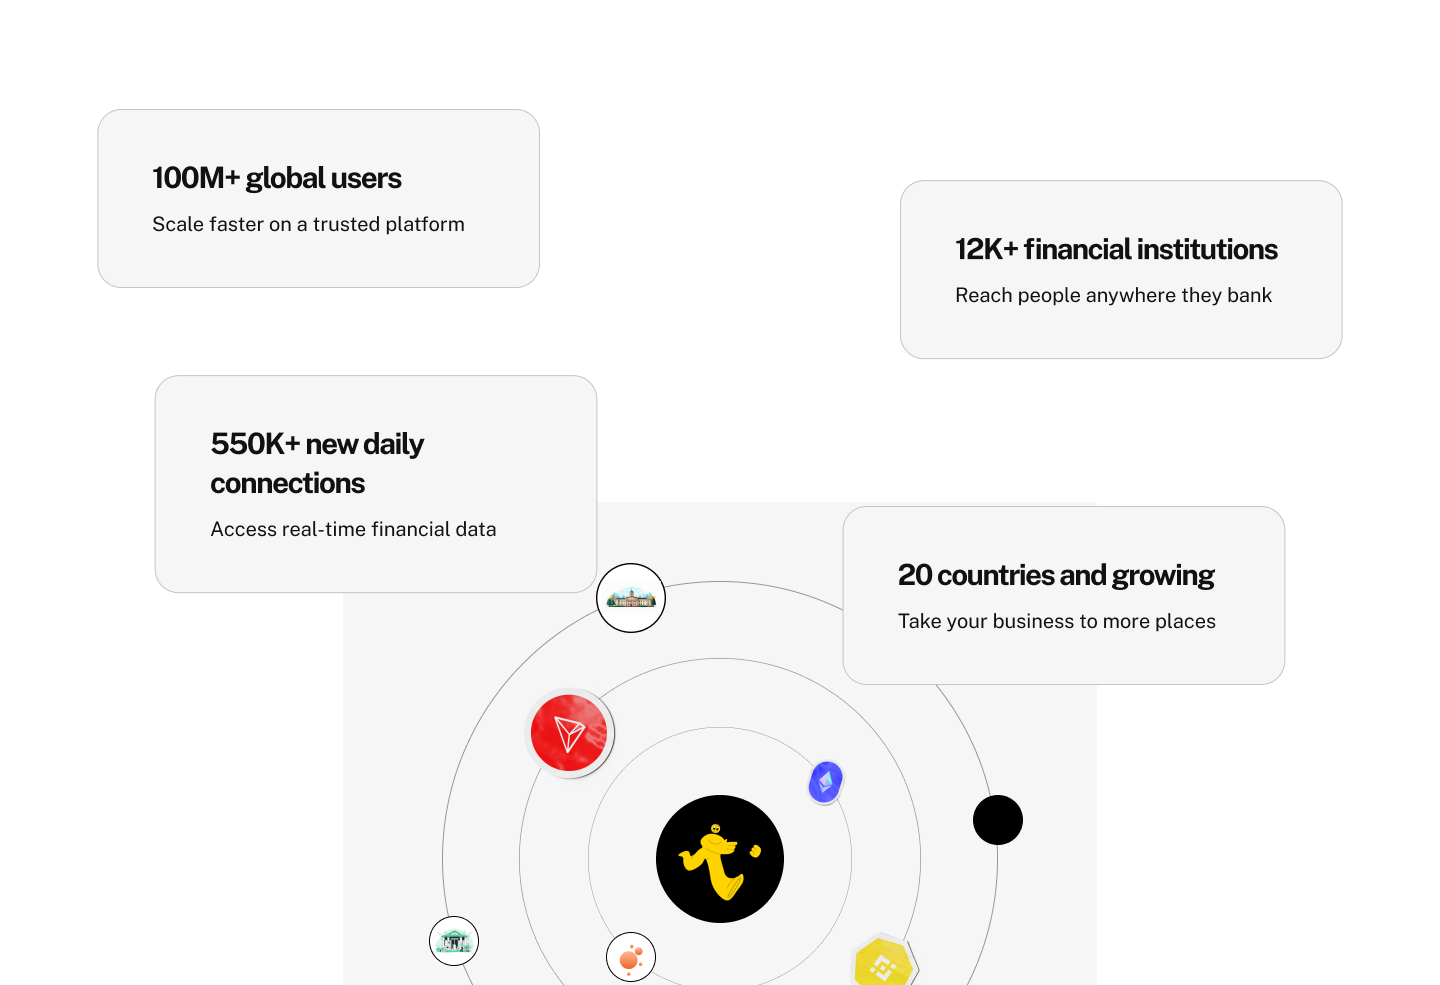 100M+ global users
Scale faster on a trusted platform
12K+ financial institutions
Reach people anywhere they bank
550K+ new daily
connections
Access real-time financial data
20 countries and growing
Take your business to more places